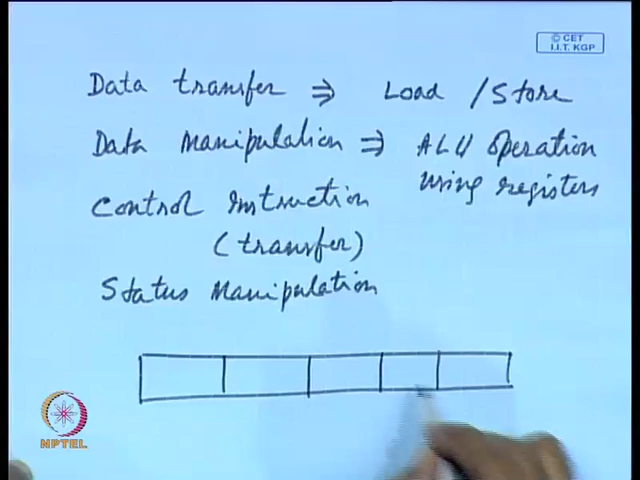 © CET
I.I.T. KGP
Data transfer ⇒ Load / Store
Data Manipulation ⇒ ALU operation
using registers
Control Instruction
(transfer)
Status Manipulation
NPTEL